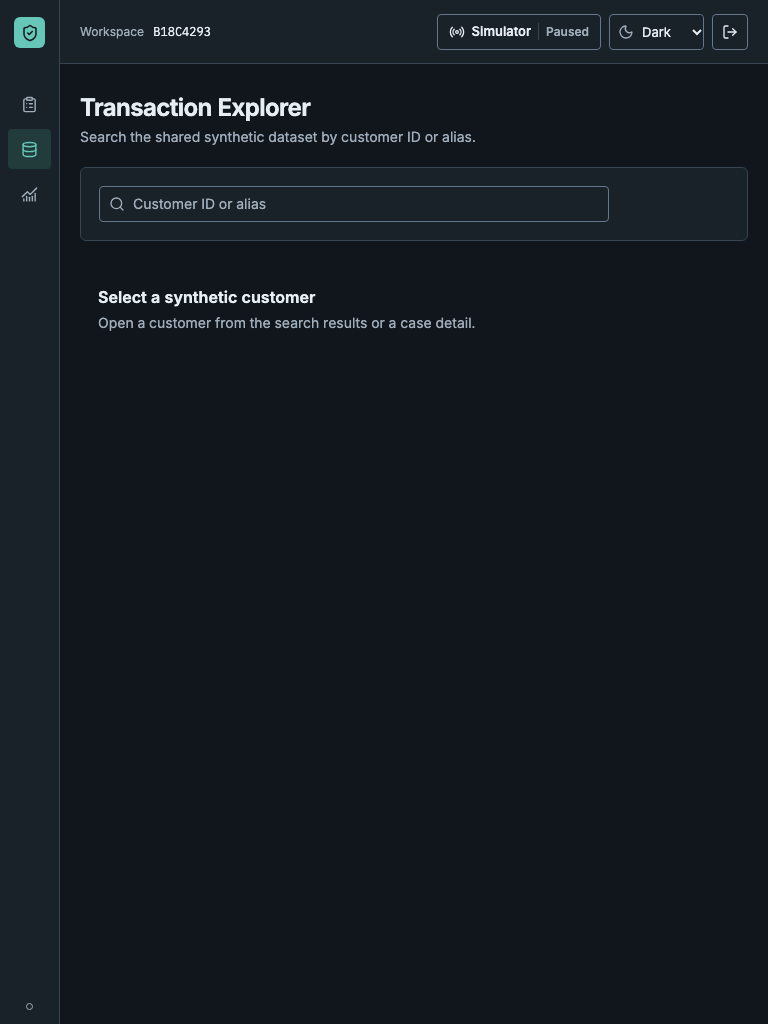 Workspace B18C4293
Simulator Paused
Dark
Transaction Explorer
Search the shared synthetic dataset by customer ID or alias.
Customer ID or alias
Select a synthetic customer
Open a customer from the search results or a case detail.